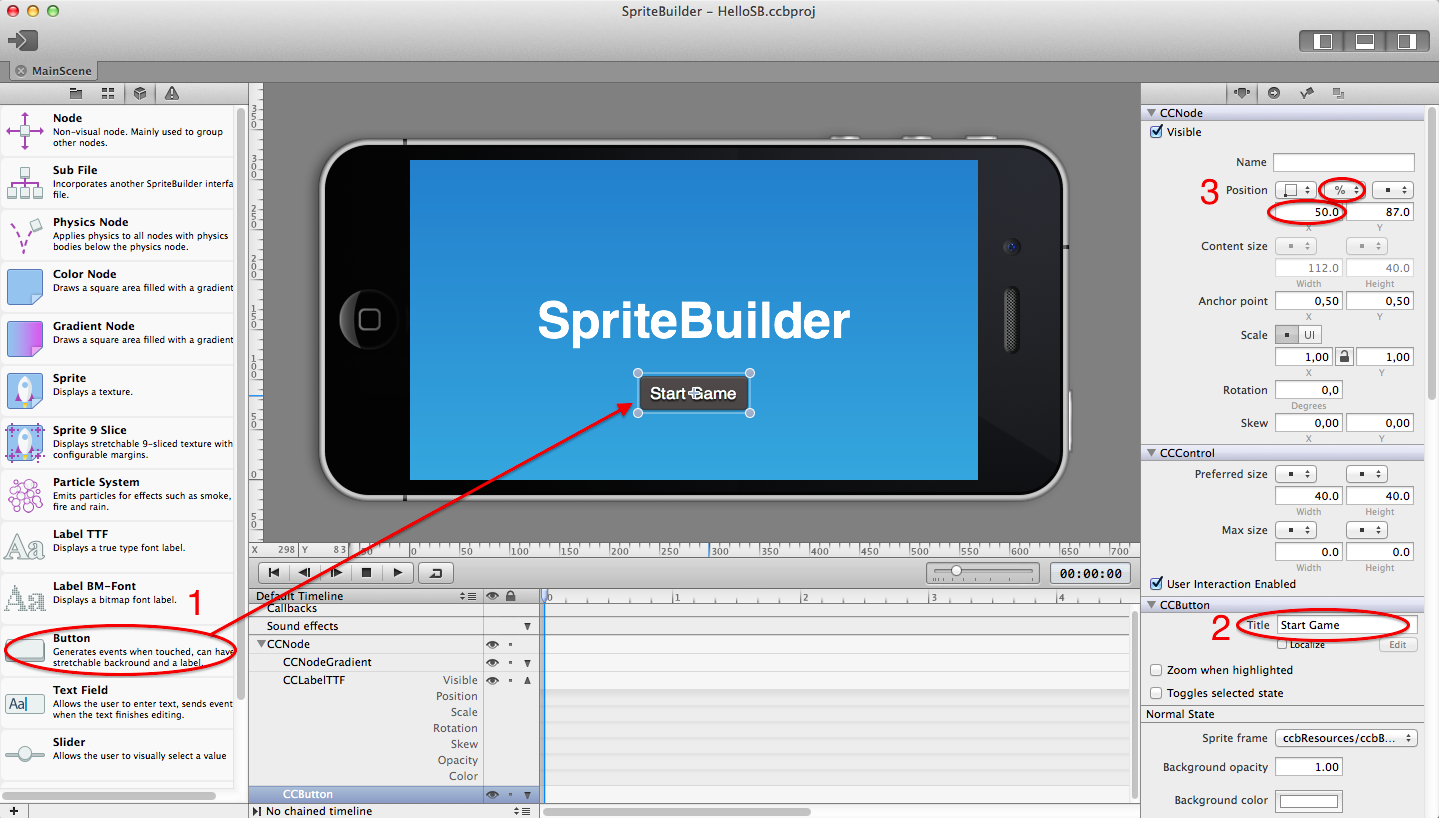 SpriteBuilder – HelloSB.ccbproj
MainScene
Node
Non-visual node. Mainly used to group
other nodes.
Sub File
Incorporates another SpriteBuilder interfa
file.
Physics Node
Applies physics to all nodes with physics
bodies below the physics node.
Color Node
Draws a square area filled with a gradient
Gradient Node
Draws a square area filled with a gradient
Sprite
Displays a texture.
Sprite 9 Slice
Displays stretchable 9-sliced texture with
configurable margins.
Particle System
Emits particles for effects such as smoke,
fire and rain.
Label TTF
Displays a true type font label.
Label BM-Font
Displays a bitmap font label.
1
Button
Generates events when touched, can have
stretchable backround and a label.
Text Field
Allows the user to enter text, sends event
when the text finishes editing.
Slider
Allows the user to visually select a value
350
300
250
200
150
100
50
0
50
SpriteBuilder
Start Game
X 298 Y 83
50 0 50 100 150 200 250 300 350 400 450 500 550 600 650 700
00:00:00
Default Timeline
0 1 2 3 4
Callbacks
Sound effects
CCNode
CCNodeGradient
CCLabelTTF Visible
Position
Scale
Rotation
Skew
Opacity
Color
CCButton
No chained timeline
CCNode
Visible
Name
3 Position %
50.0 87.0
X Y
Content size
112.0 40.0
Width Height
Anchor point 0,50 0,50
X Y
Scale UI
1,00 1,00
X Y
Rotation 0,0
Degrees
Skew 0,00 0,00
X Y
CCControl
Preferred size
40.0 40.0
Width Height
Max size
0.0 0.0
Width Height
User Interaction Enabled
CCButton
2 Title Start Game
Localize Edit
Zoom when highlighted
Toggles selected state
Normal State
Sprite frame ccbResources/ccbB...
Background opacity 1.00
Background color